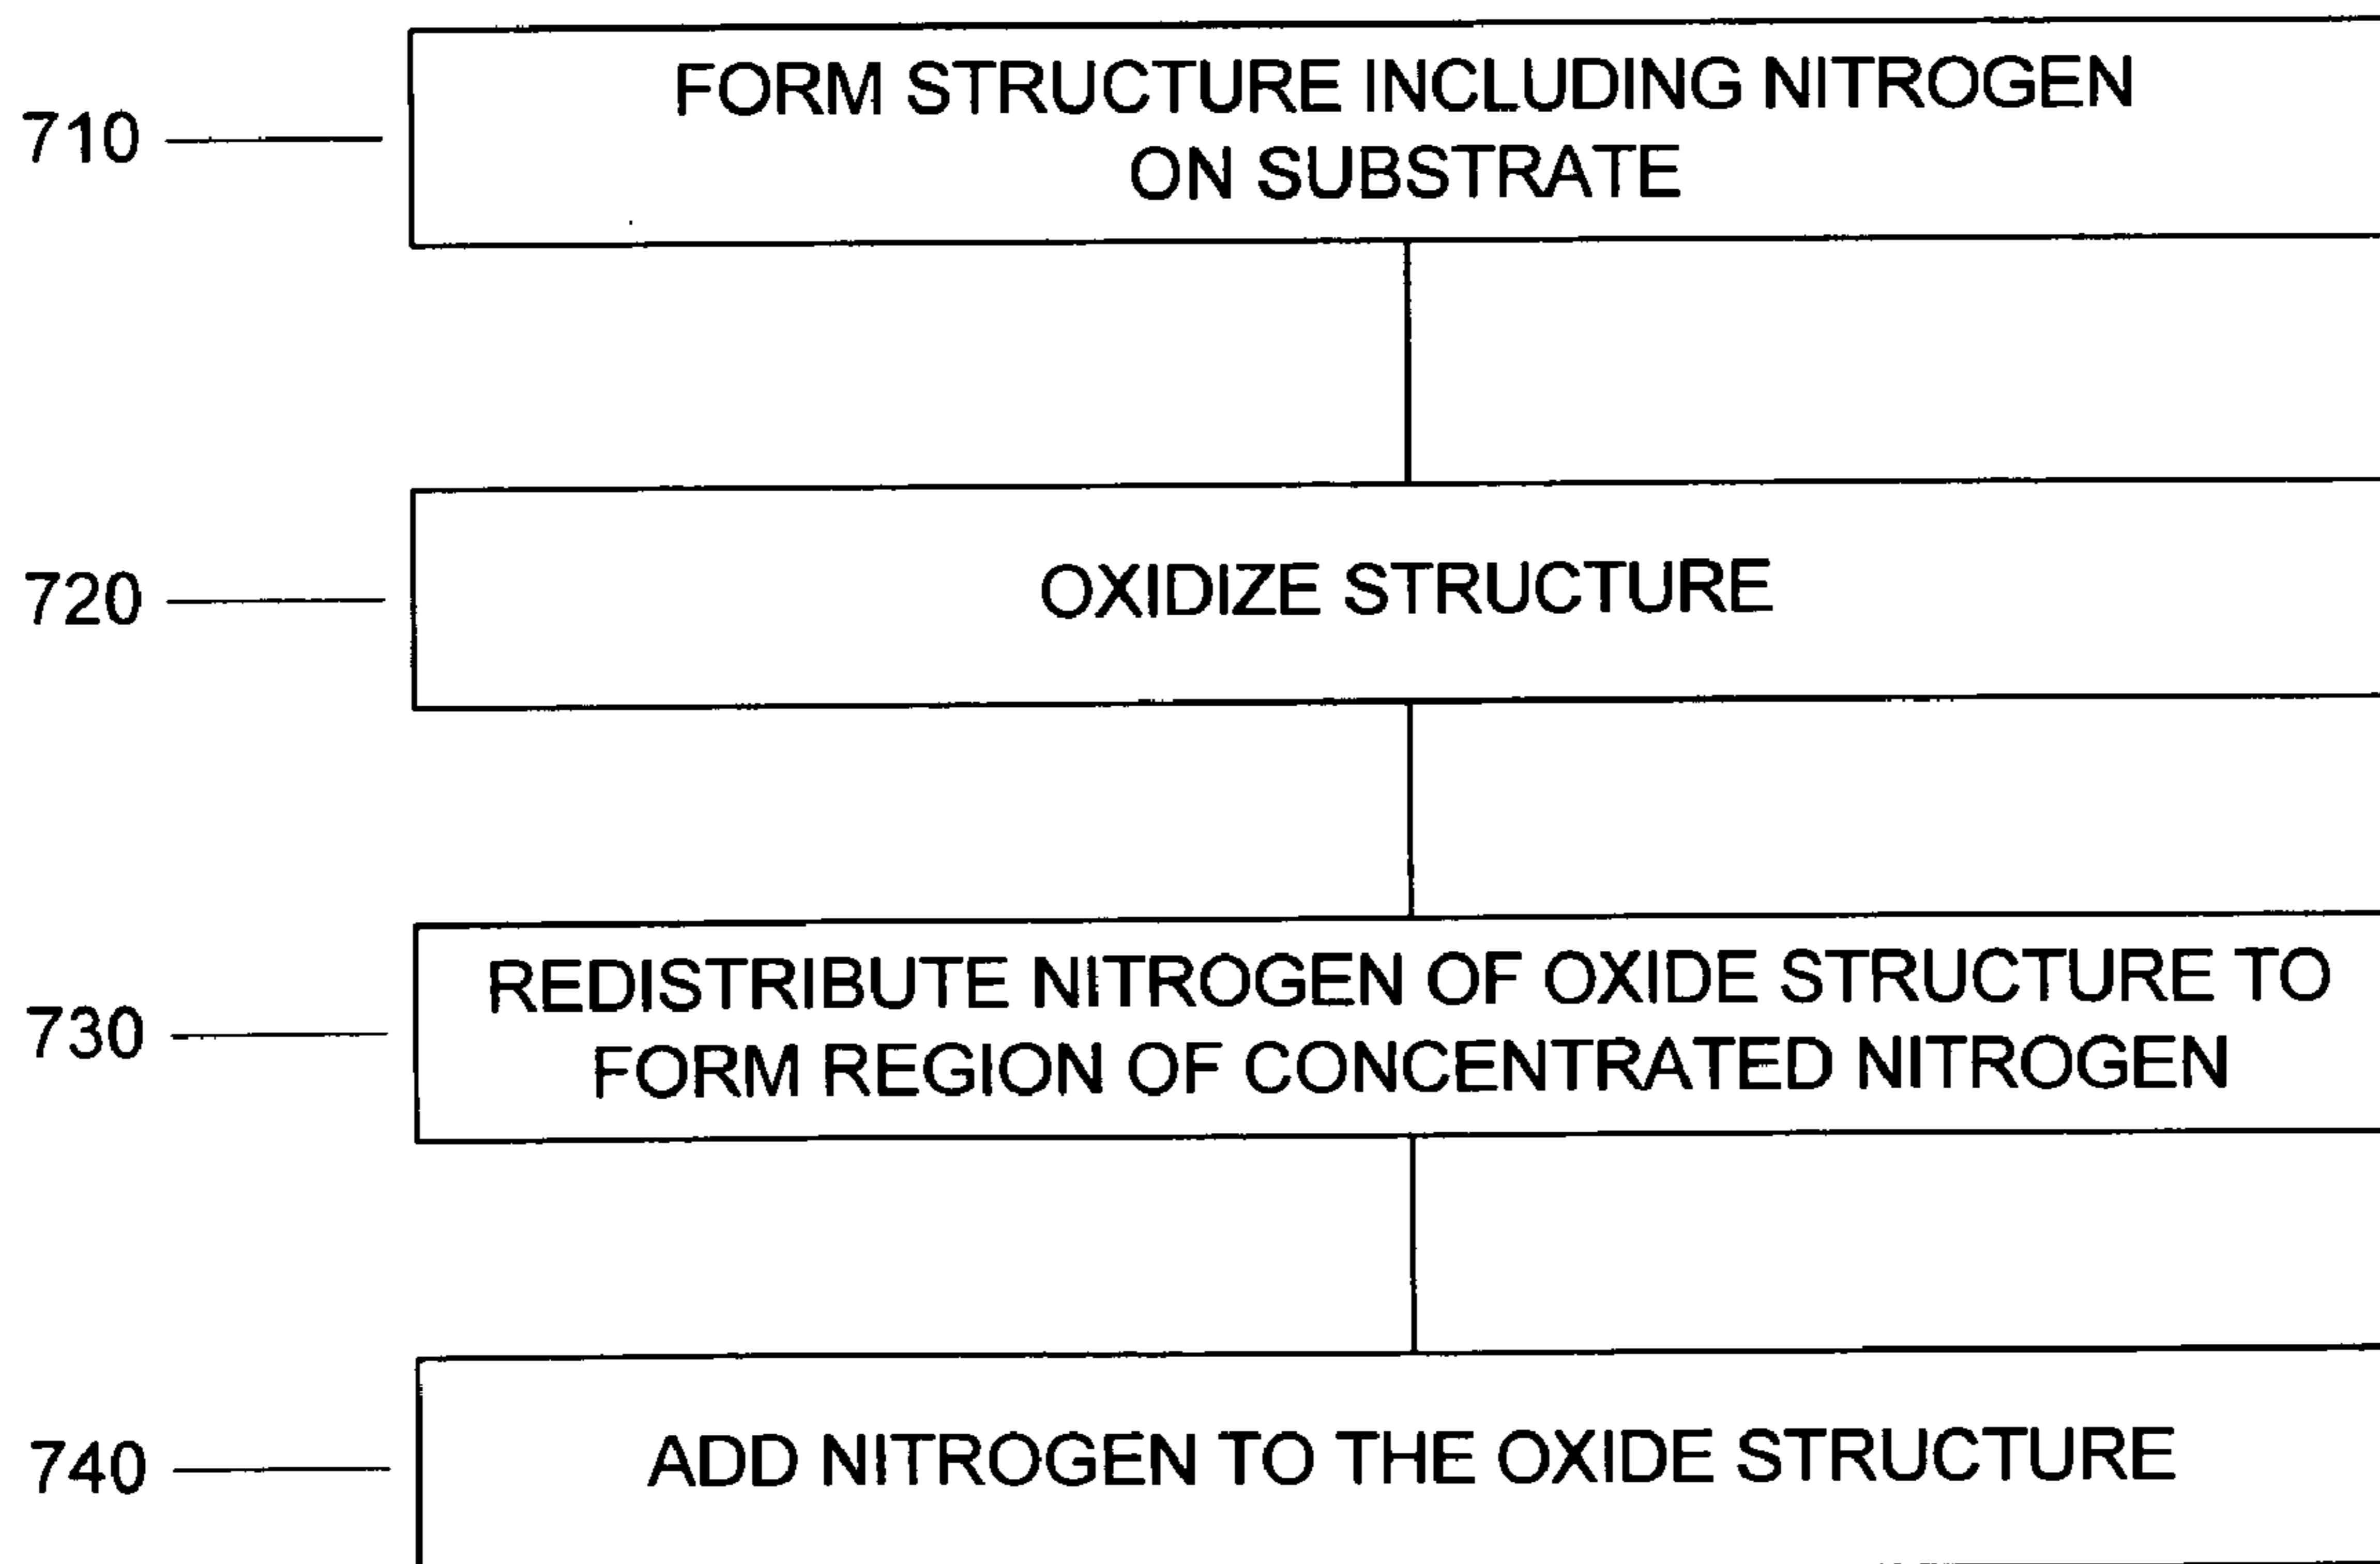 710
FORM STRUCTURE INCLUDING NITROGEN
ON SUBSTRATE
720
OXIDIZE STRUCTURE
730
REDISTRIBUTE NITROGEN OF OXIDE STRUCTURE TO
FORM REGION OF CONCENTRATED NITROGEN
740
ADD NITROGEN TO THE OXIDE STRUCTURE